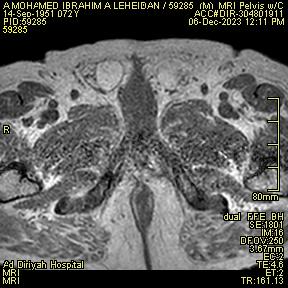 A MOHAMED IBRAHIM A LEHEIDAN / 59285 (M) MRI Pelvis w/C
14-Sep-1951 072Y
ACC#DIR-304801911
PID:59285
06-Dec-2023 12:11 PM
59285
R
80mm
dual_FFE_BH
SE:1801
IM:16
DFOV:250
3.67mm
EC:2
Ad Diriyah Hospital
TE:4.6
MRI
ET:2
MRI
TR:161.13